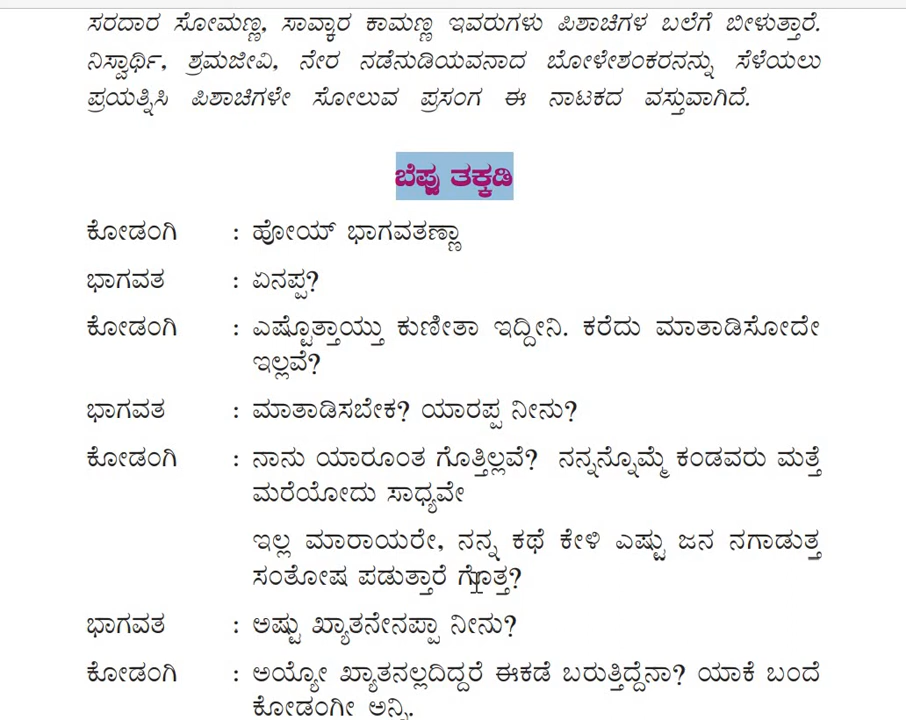 ಸರದಾರ ಸೋಮಣ್ಣ, ಸಾವ್ಕಾರ ಕಾಮಣ್ಣ ಇವರುಗಳು ಪಿಶಾಚಿಗಳ ಬಲೆಗೆ ಬೀಳುತ್ತಾರೆ.
ನಿಸ್ವಾರ್ಥಿ, ಶ್ರಮಜೀವಿ, ನೇರ ನಡೆನುಡಿಯವನಾದ ಬೋಳೇಶಂಕರನನ್ನು ಸೆಳೆಯಲು
ಪ್ರಯತ್ನಿಸಿ ಪಿಶಾಚಿಗಳೇ ಸೋಲುವ ಪ್ರಸಂಗ ಈ ನಾಟಕದ ವಸ್ತುವಾಗಿದೆ.
ಬೆಪ್ಪು ತಕ್ಕಡಿ
ಕೋಡಂಗಿ : ಹೋಯ್ ಭಾಗವತಣ್ಣಾ
ಭಾಗವತ : ಏನಪ್ಪ?
ಕೋಡಂಗಿ : ಎಷ್ಟೊತ್ತಾಯ್ತು ಕುಣೀತಾ ಇದ್ದೀನಿ. ಕರೆದು ಮಾತಾಡಿಸೋದೇ
ಇಲ್ಲವೆ?
ಭಾಗವತ : ಮಾತಾಡಿಸಬೇಕ? ಯಾರಪ್ಪ ನೀನು?
ಕೋಡಂಗಿ : ನಾನು ಯಾರೂಂತ ಗೊತ್ತಿಲ್ಲವೆ? ನನ್ನನ್ನೊಮ್ಮೆ ಕಂಡವರು ಮತ್ತೆ
ಮರೆಯೋದು ಸಾಧ್ಯವೇ
ಇಲ್ಲ ಮಾರಾಯರೇ, ನನ್ನ ಕಥೆ ಕೇಳಿ ಎಷ್ಟು ಜನ ನಗಾಡುತ್ತ
ಸಂತೋಷ ಪಡುತ್ತಾರೆ ಗೊತ್ತ?
ಭಾಗವತ : ಅಷ್ಟು ಖ್ಯಾತನೇನಪ್ಪಾ ನೀನು?
ಕೋಡಂಗಿ : ಅಯ್ಯೋ ಖ್ಯಾತನಲ್ಲದಿದ್ದರೆ ಈಕಡೆ ಬರುತ್ತಿದ್ದೆನಾ? ಯಾಕೆ ಬಂದೆ
ಕೋಡಂಗೀ ಅನ್ನಿ.